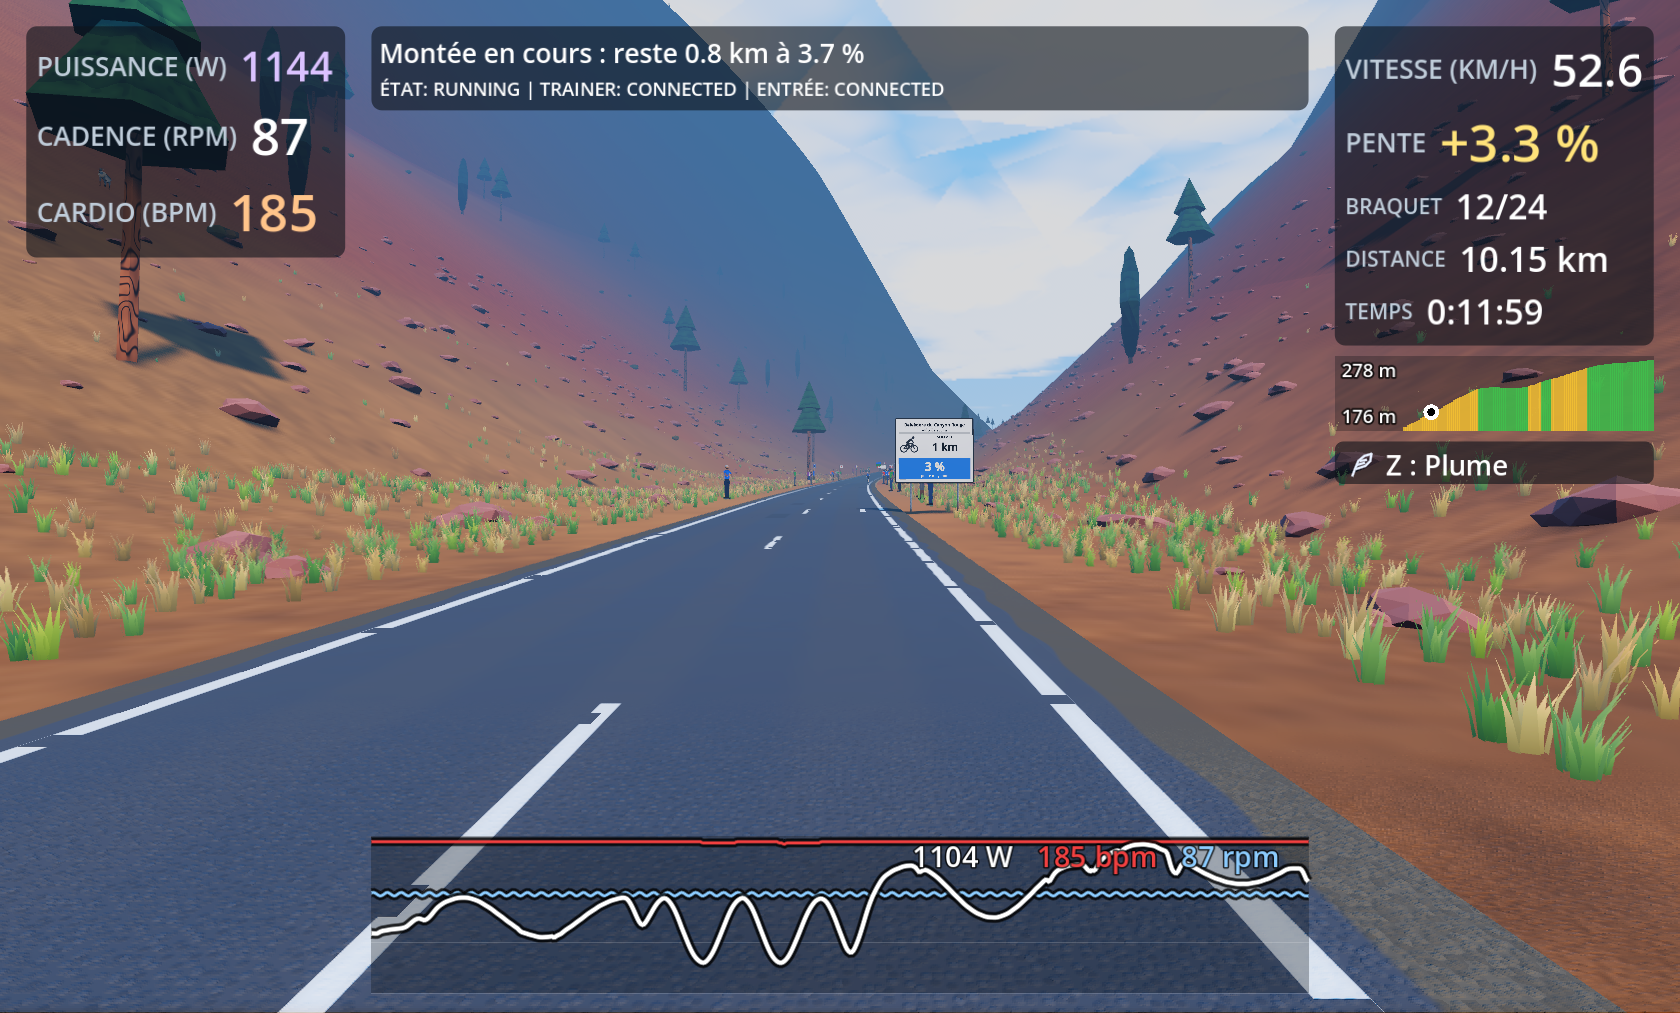 PUISSANCE (W) 1144
CADENCE (RPM) 87
CARDIO (BPM) 185
Montée en cours : reste 0.8 km à 3.7 %
ÉTAT: RUNNING | TRAINER: CONNECTED | ENTRÉE: CONNECTED
VITESSE (KM/H) 52.6
PENTE +3.3 %
BRAQUET 12/24
DISTANCE 10.15 km
TEMPS 0:11:59
278 m
176 m
Z : Plume
1 km
3 %
1104 W 185 bpm 87 rpm